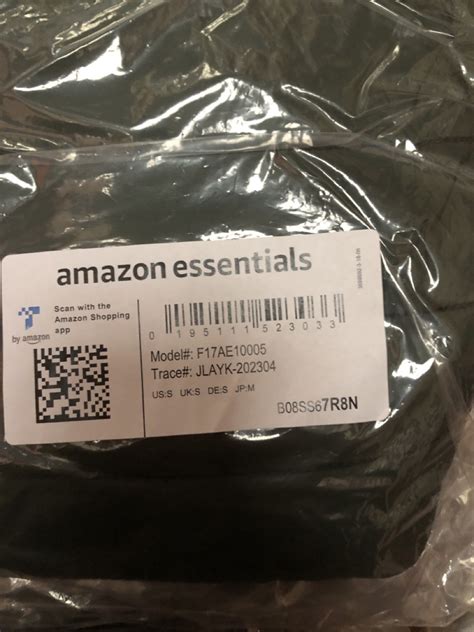 amazon essentials
Scan with the
Amazon Shopping
app
by amazon
0 195111 523033
Model#: F17AE10005
Trace#: JLAYK-202304
US:S UK:S DE:S JP:M
B08SS67R8N